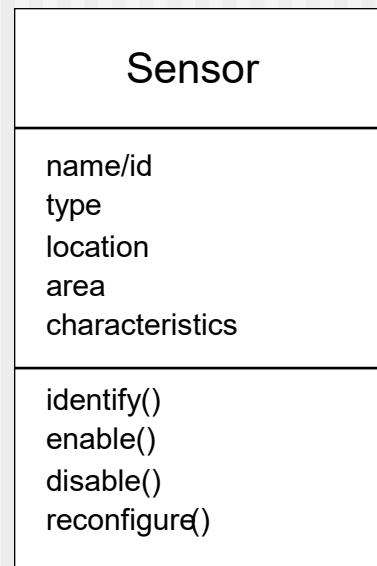 Sensor
name/id
type
location
area
characteristics
identify()
enable()
disable()
reconfigure()